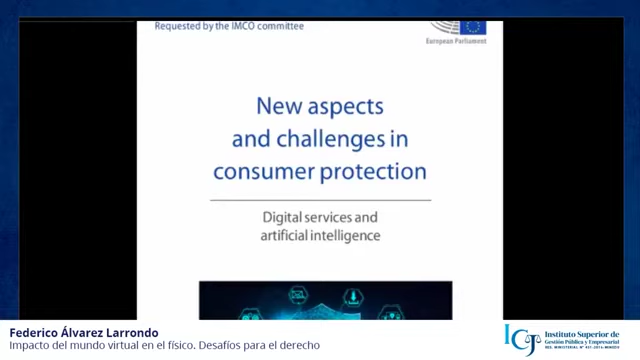 Requested by the IMCO committee
European Parliament
New aspects
and challenges in
consumer protection
Digital services and
artificial intelligence
Federico Álvarez Larrondo
Impacto del mundo virtual en el físico. Desafíos para el derecho
ICJ
Instituto Superior de
Gestión Pública y Empresarial